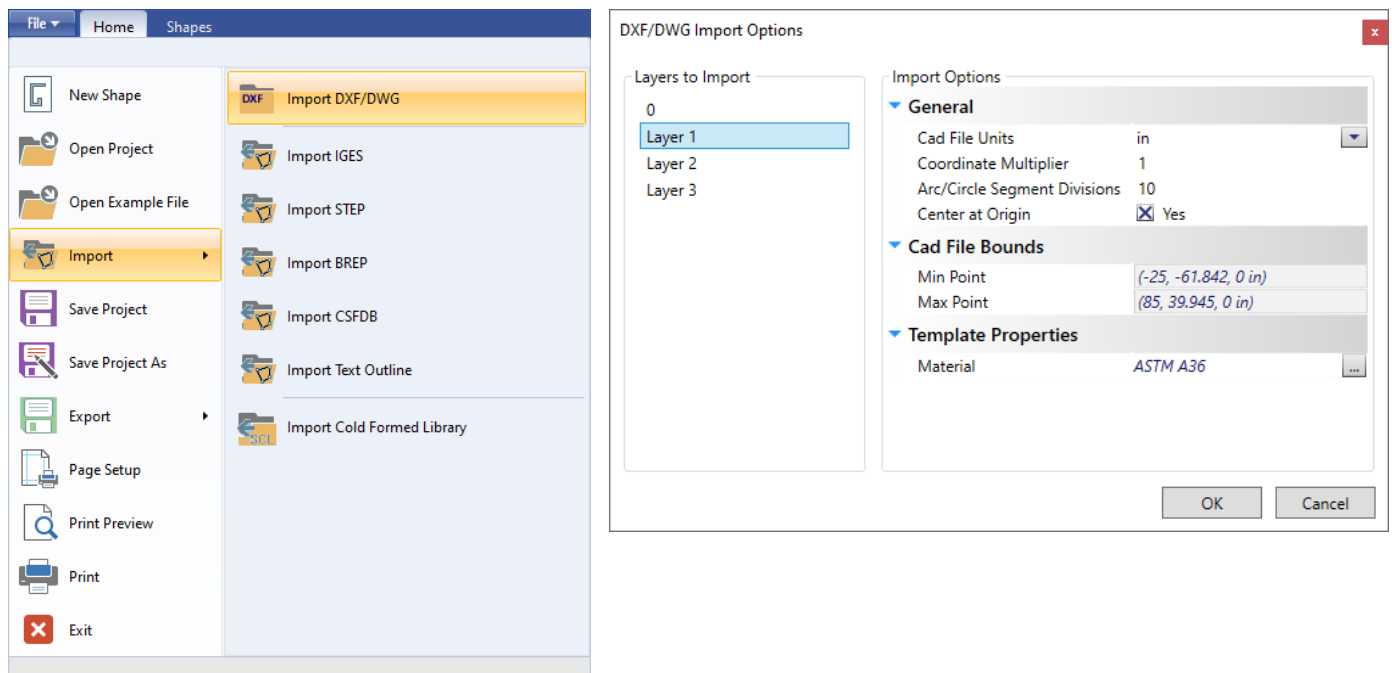 File
Home
Shapes
New Shape
Open Project
Open Example File
Import
Save Project
Save Project As
Export
Page Setup
Print Preview
Print
Exit
DXF
Import DXF/DWG
Import IGES
Import STEP
Import BREP
Import CSFDB
Import Text Outline
SCL
Import Cold Formed Library
DXF/DWG Import Options
x
Layers to Import
0
Layer 1
Layer 2
Layer 3
Import Options
General
Cad File Units in
Coordinate Multiplier 1
Arc/Circle Segment Divisions 10
Center at Origin Yes
Cad File Bounds
Min Point (-25, -61.842, 0 in)
Max Point (85, 39.945, 0 in)
Template Properties
Material ASTM A36 ...
OK
Cancel